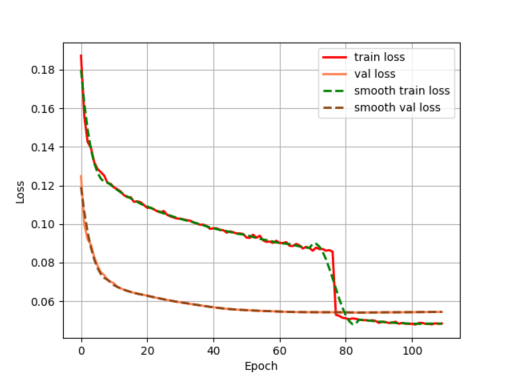 train loss
val loss
smooth train loss
smooth val loss
0.18
0.16
0.14
0.12
0.10
0.08
0.06
Loss
0 20 40 60 80 100
Epoch